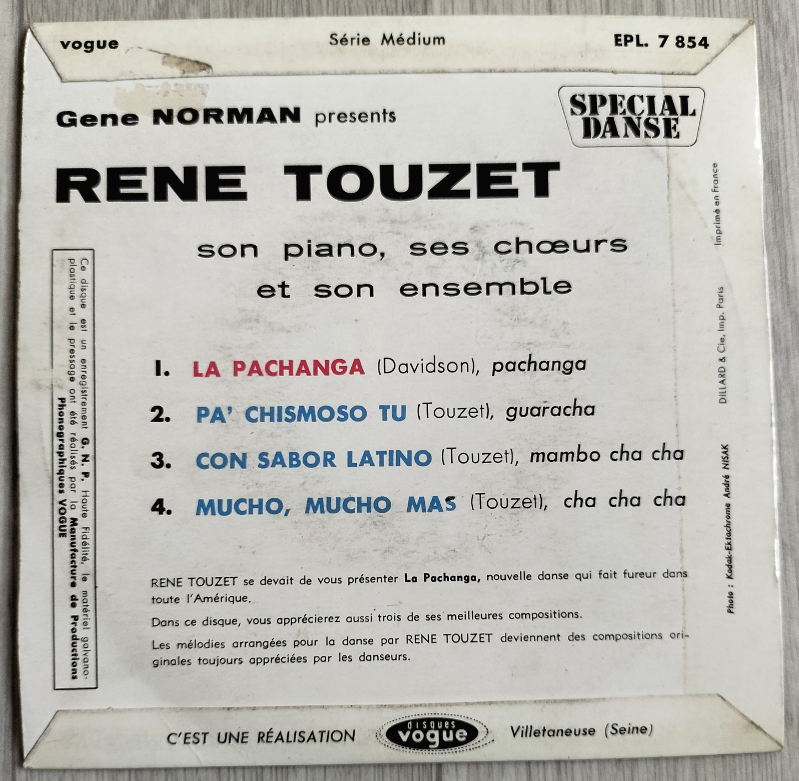 vogue Série Médium EPL. 7 854
Gene NORMAN presents
SPECIAL
DANSE
RENE TOUZET
son piano, ses chœurs
et son ensemble
1. LA PACHANGA (Davidson), pachanga
2. PA' CHISMOSO TU (Touzet), guaracha
3. CON SABOR LATINO (Touzet), mambo cha cha
4. MUCHO, MUCHO MAS (Touzet), cha cha cha
RENE TOUZET se devait de vous présenter La Pachanga, nouvelle danse qui fait fureur dans
toute l'Amérique.
Dans ce disque, vous apprécierez aussi trois de ses meilleures compositions.
Les mélodies arrangées pour la danse par RENE TOUZET deviennent des compositions ori-
ginales toujours appréciées par les danseurs.
Ce disque est un enregistrement G. N. P. Haute Fidélité, le matériel galvano-
plastique et le pressage ont été réalisés par la Manufacture de Productions
Phonographiques VOGUE
Photo : Kodak-Ektachrome André NISAK DILLARD & Cie. Imp. Paris Imprimé en France
C'EST UNE RÉALISATION disques vogue Villetaneuse (Seine)